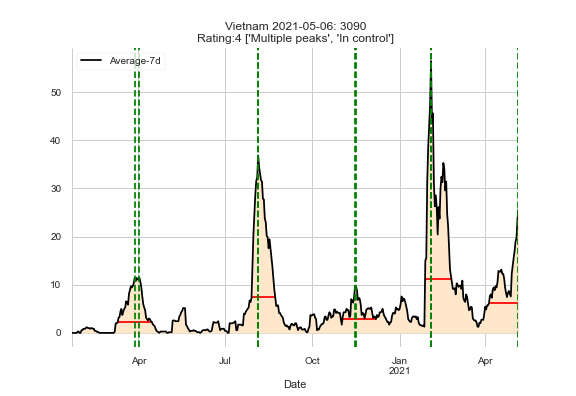 Vietnam 2021-05-06: 3090
Rating:4 ['Multiple peaks', 'In control']
Average-7d
50
40
30
20
10
0
Apr Jul Oct Jan Apr
2021
Date